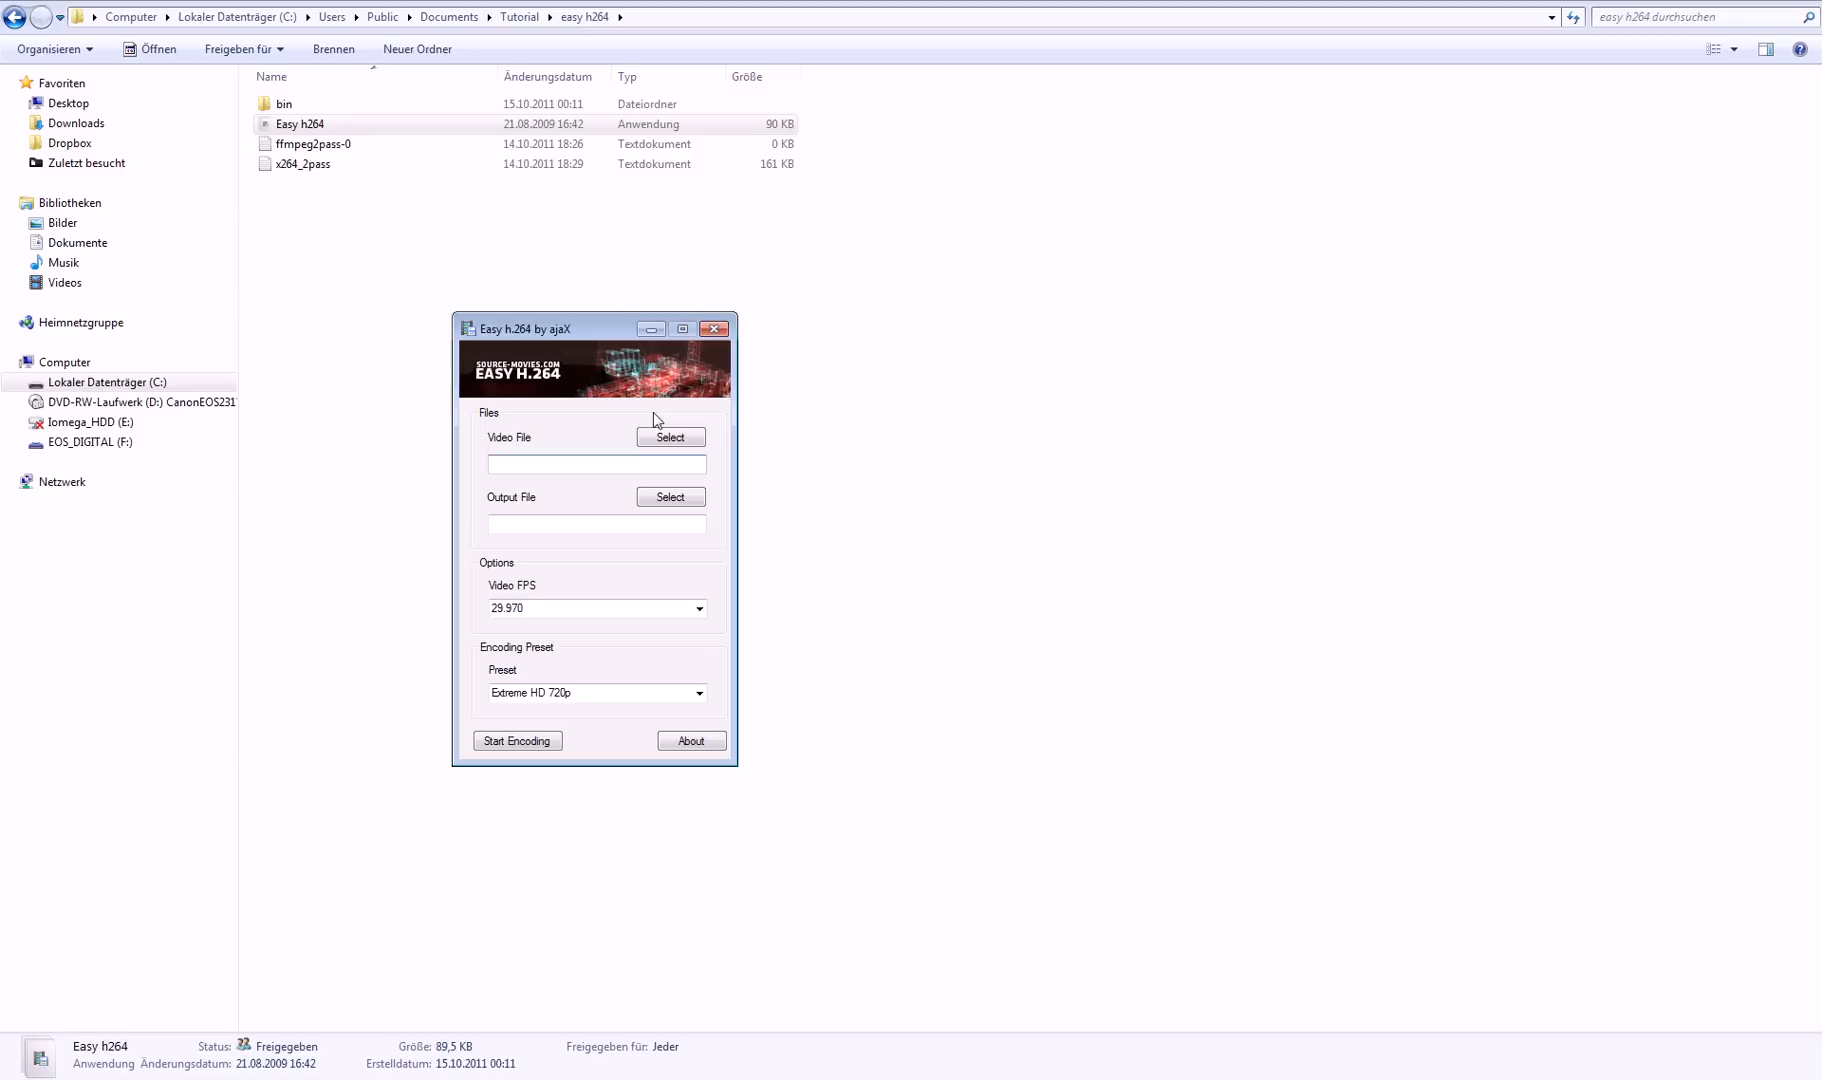 Computer Lokaler Datenträger (C:) Users Public Documents Tutorial easy h264 easy h264 durchsuchen
Organisieren Öffnen Freigeben für Brennen Neuer Ordner
Favoriten
Desktop
Downloads
Dropbox
Zuletzt besucht
Bibliotheken
Bilder
Dokumente
Musik
Videos
Heimnetzgruppe
Computer
Lokaler Datenträger (C:)
DVD-RW-Laufwerk (D:) CanonEOS231
Iomega_HDD (E:)
EOS_DIGITAL (F:)
Netzwerk
Name Änderungsdatum Typ Größe
bin 15.10.2011 00:11 Dateiordner
Easy h264 21.08.2009 16:42 Anwendung 90 KB
ffmpeg2pass-0 14.10.2011 18:26 Textdokument 0 KB
x264_2pass 14.10.2011 18:29 Textdokument 161 KB
Easy h.264 by ajaX
SOURCE-MOVIES.COM
EASY H.264
Files
Video File Select
Output File Select
Options
Video FPS
29.970
Encoding Preset
Preset
Extreme HD 720p
Start Encoding About
Easy h264 Status: Freigegeben Größe: 89,5 KB Freigegeben für: Jeder
Anwendung Änderungsdatum: 21.08.2009 16:42 Erstelldatum: 15.10.2011 00:11